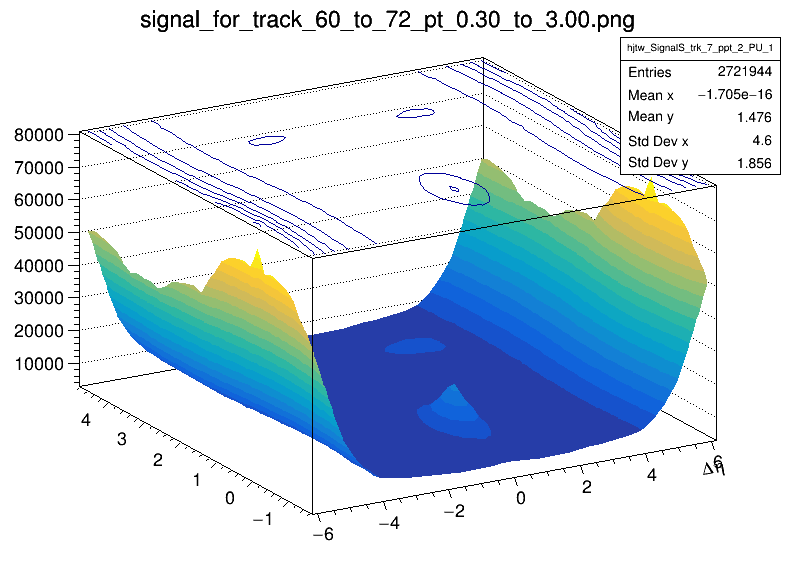 signal_for_track_60_to_72_pt_0.30_to_3.00.png
hjtw_SignalS_trk_7_ppt_2_PU_1
Entries 2721944
Mean x −1.705e−16
Mean y 1.476
Std Dev x 4.6
Std Dev y 1.856
80000
70000
60000
50000
40000
30000
20000
10000
4
3
2
1
0
−1
−6
−4
−2
0
2
4
6
Δη